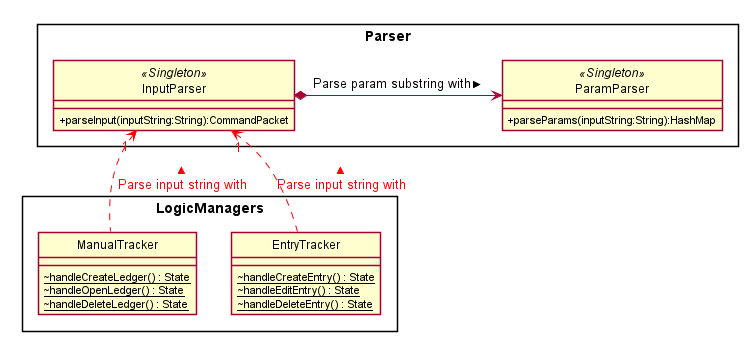 Parser
«Singleton»
InputParser
+parseInput(inputString:String):CommandPacket
Parse param substring with
«Singleton»
ParamParser
+parseParams(inputString:String):HashMap
1
1
Parse input string with
Parse input string with
LogicManagers
ManualTracker
~handleCreateLedger() : State
~handleOpenLedger() : State
~handleDeleteLedger() : State
EntryTracker
~handleCreateEntry() : State
~handleEditEntry() : State
~handleDeleteEntry() : State